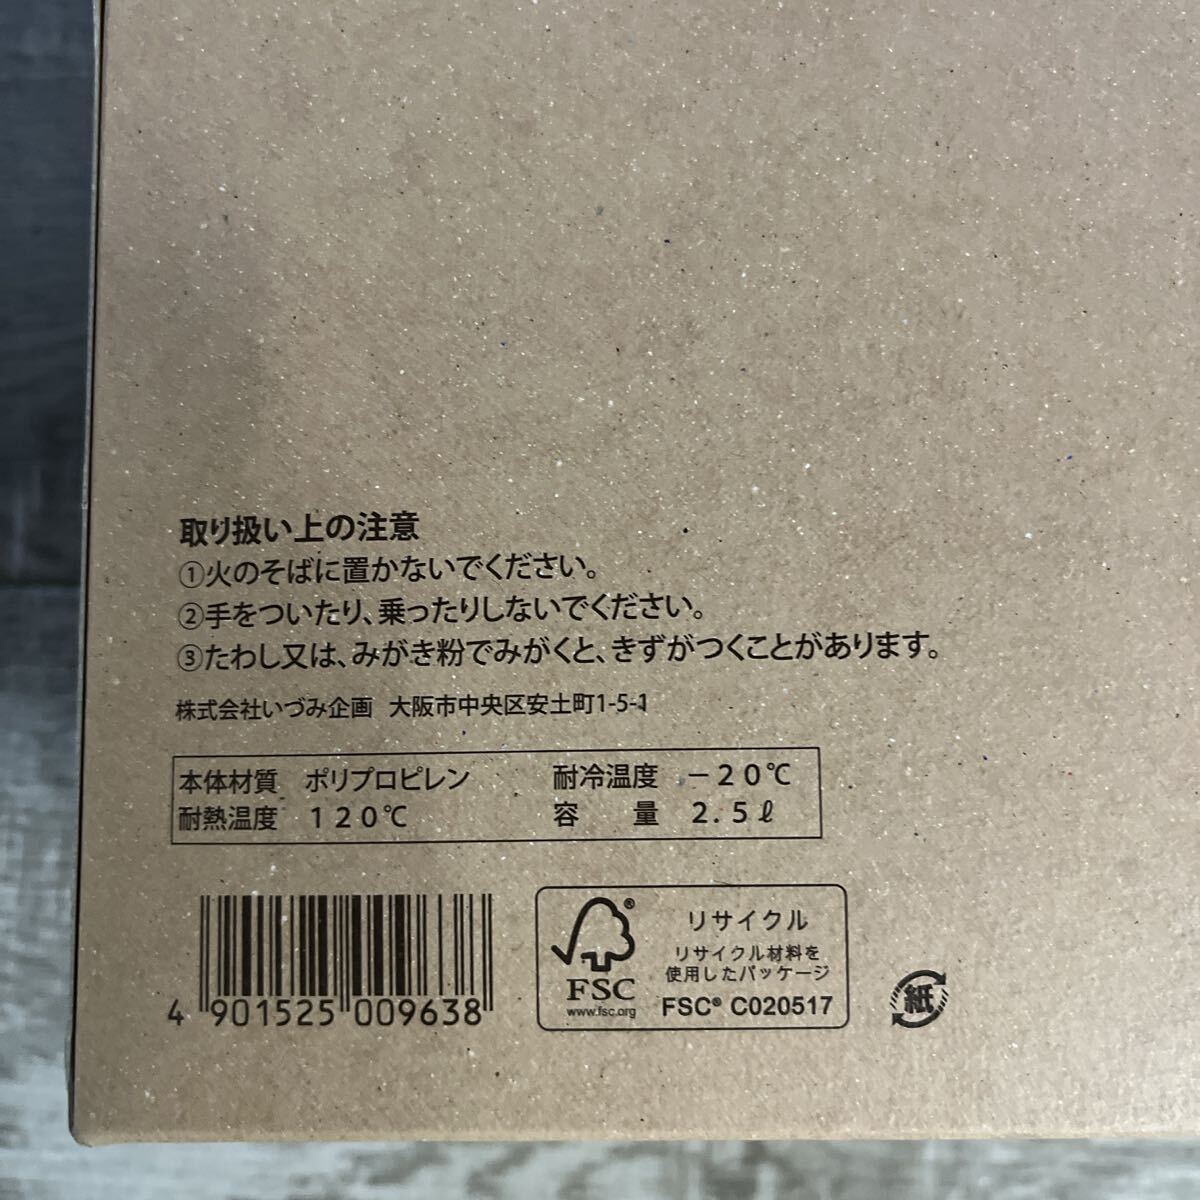 取り扱い上の注意
①火のそばに置かないでください。
②手をついたり、乗ったりしないでください。
③たわし又は、みがき粉でみがくと、きずがつくことがあります。
株式会社いづみ企画 大阪市中央区安土町1-5-1
本体材質 ポリプロピレン 耐冷温度 －20℃
耐熱温度 120℃ 容量 2.5ℓ
4 901525 009638
FSC
www.fsc.org
リサイクル
リサイクル材料を
使用したパッケージ
FSC® C020517
紙